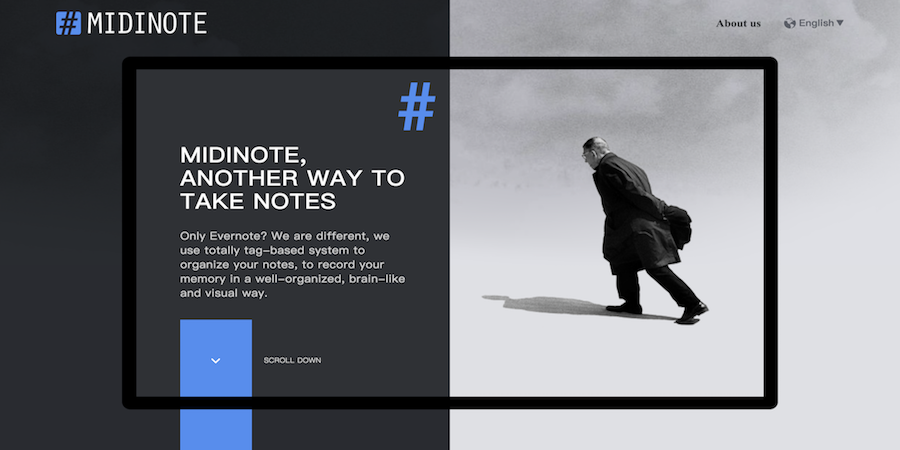 # MIDINOTE
About us
English ▼
#
MIDINOTE,
ANOTHER WAY TO
TAKE NOTES
Only Evernote? We are different, we
use totally tag-based system to
organize your notes, to record your
memory in a well-organized, brain-like
and visual way.
SCROLL DOWN